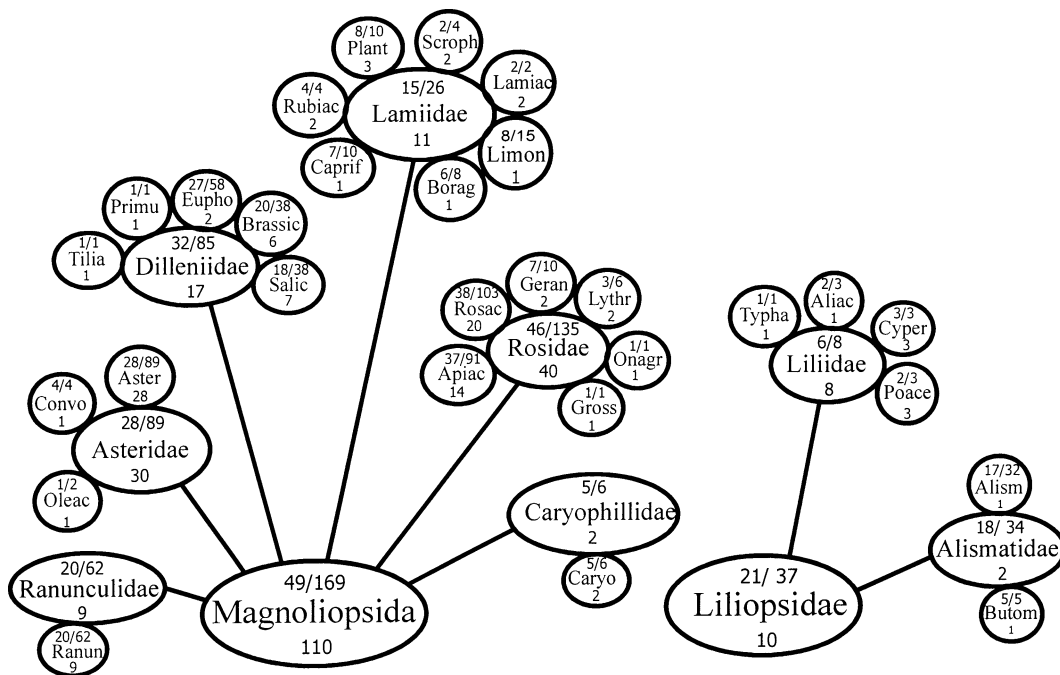 8/10
Plant
3
2/4
Scroph
2
4/4
Rubiac
2
15/26
Lamiidae
11
2/2
Lamiac
2
7/10
Caprif
1
6/8
Borag
1
8/15
Limon
1
1/1
Primu
1
27/58
Eupho
2
20/38
Brassic
6
1/1
Tilia
1
32/85
Dilleniidae
17
18/38
Salic
7
38/103
Rosac
20
7/10
Geran
2
3/6
Lythr
2
37/91
Apiac
14
46/135
Rosidae
40
1/1
Onagr
1
1/1
Gross
1
1/1
Typha
1
2/3
Aliac
1
3/3
Cyper
3
6/8
Liliidae
8
2/3
Poace
3
4/4
Convo
1
28/89
Aster
28
28/89
Asteridae
30
1/2
Oleac
1
5/6
Caryophillidae
2
5/6
Caryo
2
17/32
Alism
1
18/ 34
Alismatidae
2
5/5
Butom
1
20/62
Ranunculidae
9
20/62
Ranun
9
49/169
Magnoliopsida
110
21/ 37
Liliopsidae
10